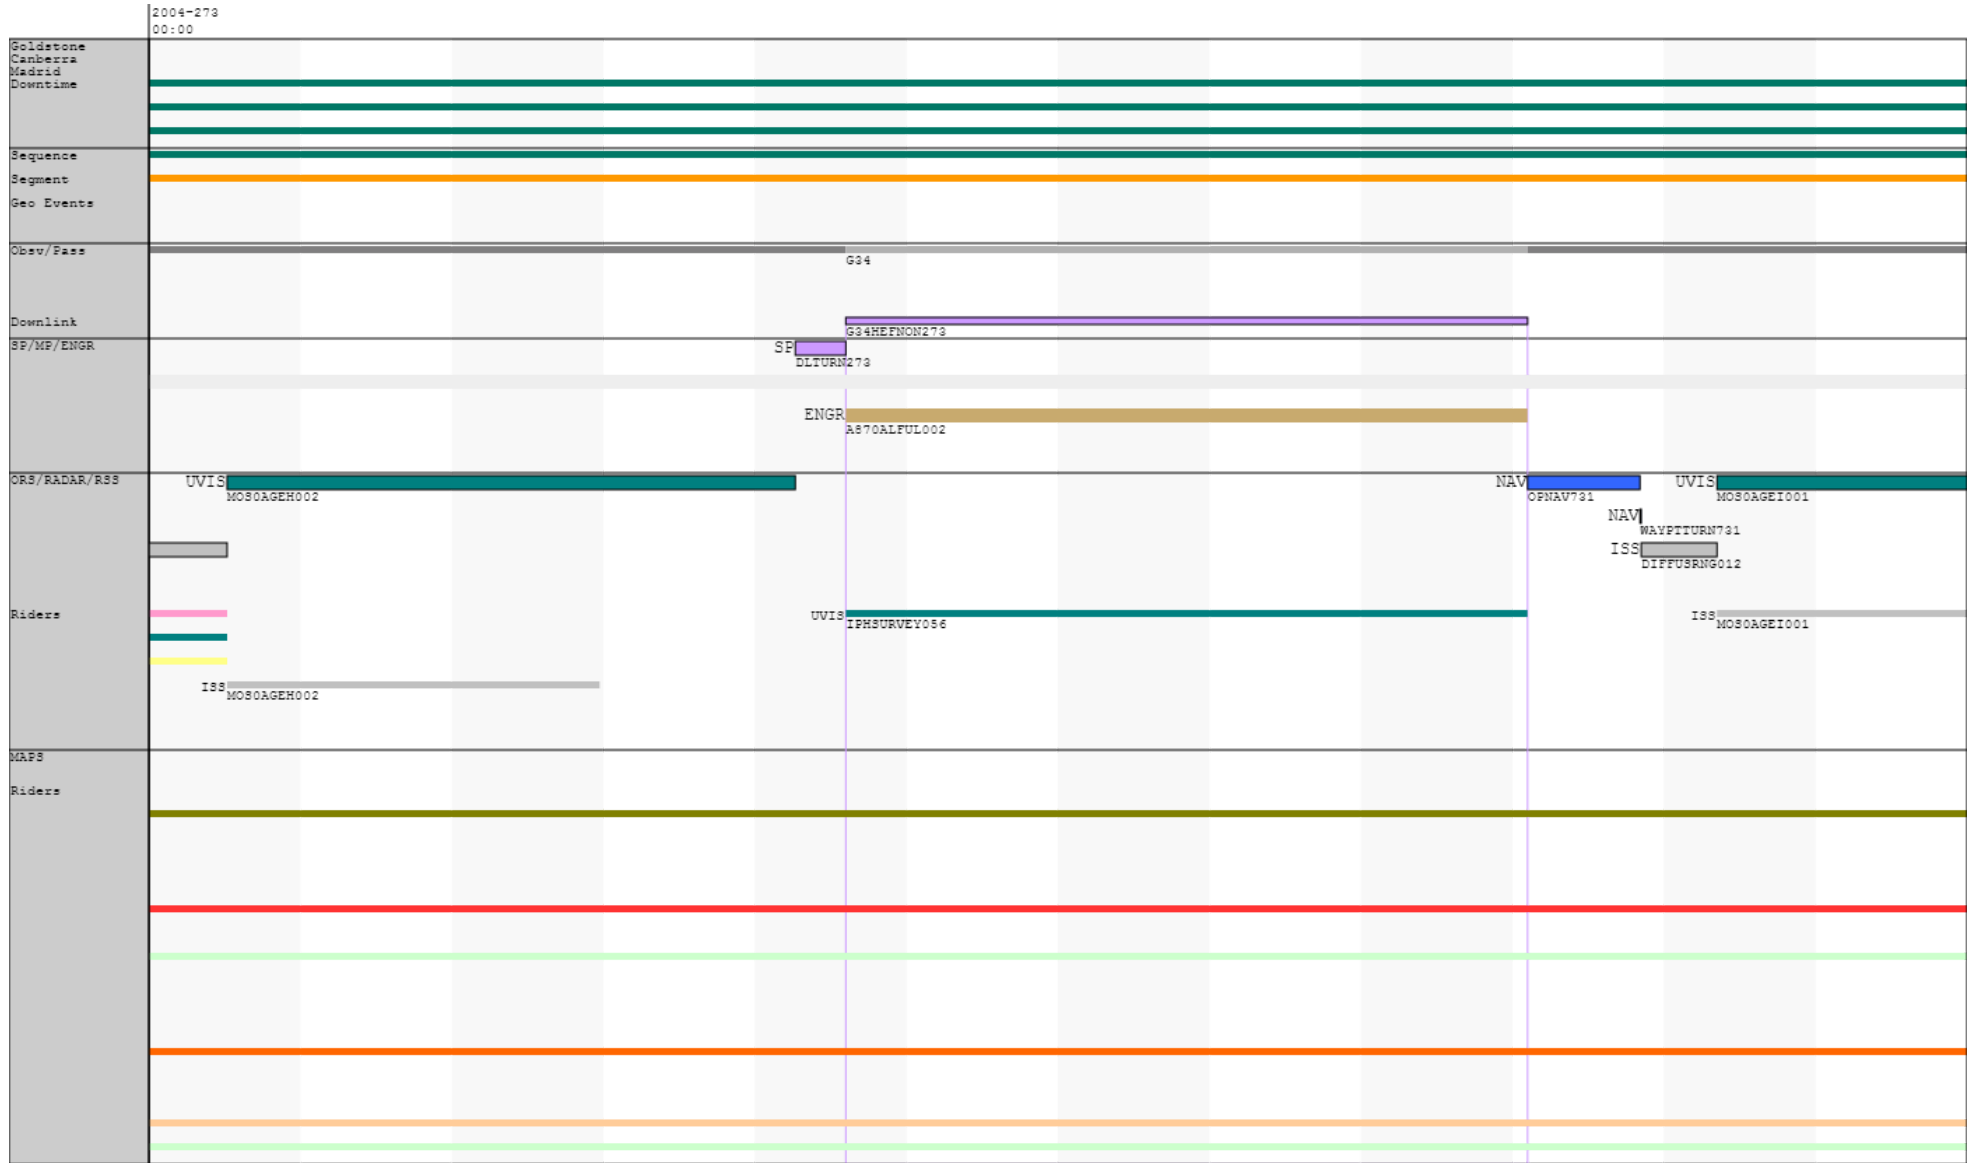 2004-273
00:00
Goldstone
Canberra
Madrid
Downtime
Sequence
Segment
Geo Events
Obsv/Pass
G34
Downlink
G34HEFNON273
SP/MP/ENGR
SP
DLTURN273
ENGR
A870ALFUL002
ORS/RADAR/RSS
UVIS
MOS0AGEH002
NAV
OPNAV731
UVIS
MOS0AGEI001
NAV
WAYPTTURN731
ISS
DIFFUSRNG012
Riders
UVIS
IPHSURVEY056
ISS
MOS0AGEI001
ISS
MOS0AGEH002
MAPS
Riders